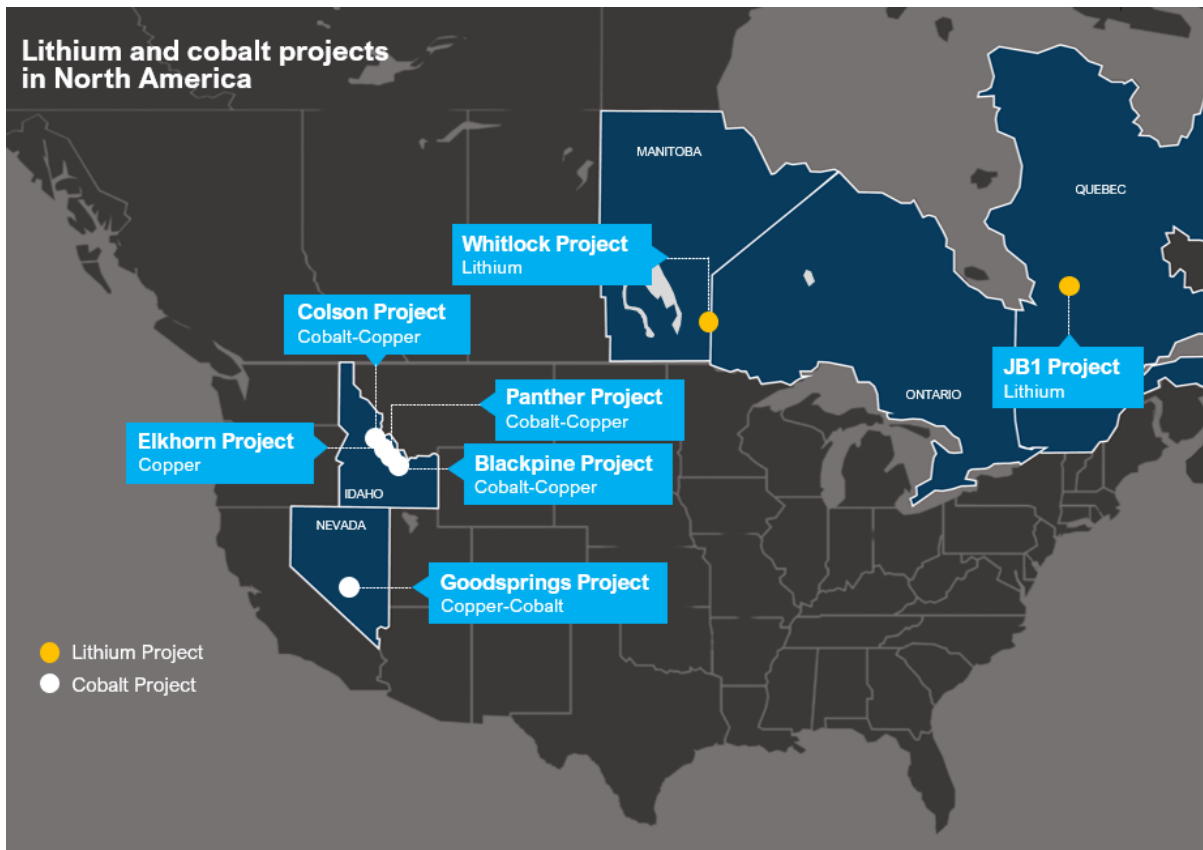 Lithium and cobalt projects
in North America
MANITOBA
QUEBEC
Whitlock Project
Lithium
Colson Project
Cobalt-Copper
JB1 Project
Lithium
Panther Project
Cobalt-Copper
ONTARIO
Elkhorn Project
Copper
Blackpine Project
Cobalt-Copper
IDAHO
NEVADA
Goodsprings Project
Copper-Cobalt
Lithium Project
Cobalt Project